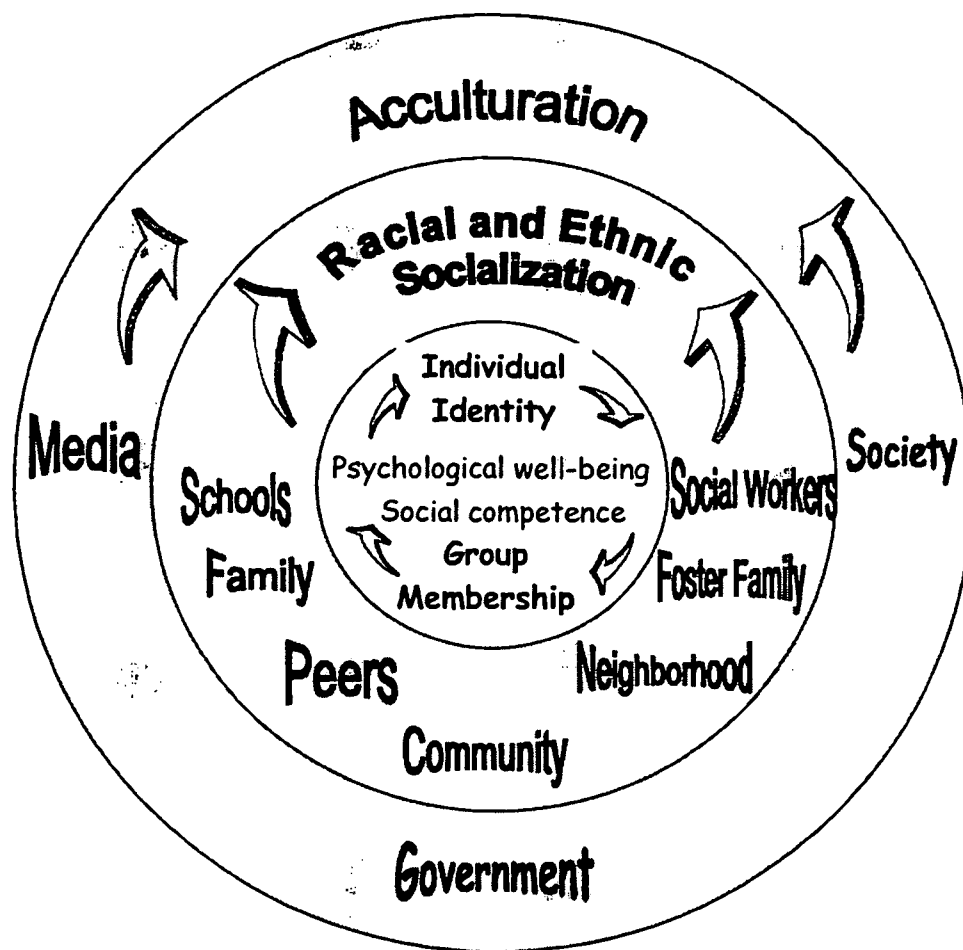 Acculturation
Racial and Ethnic
Socialization
Individual
Identity
Media
Society
Psychological well-being
Schools
Social Workers
Social competence
Group
Family
Foster Family
Membership
Peers
Neighborhood
Community
Government